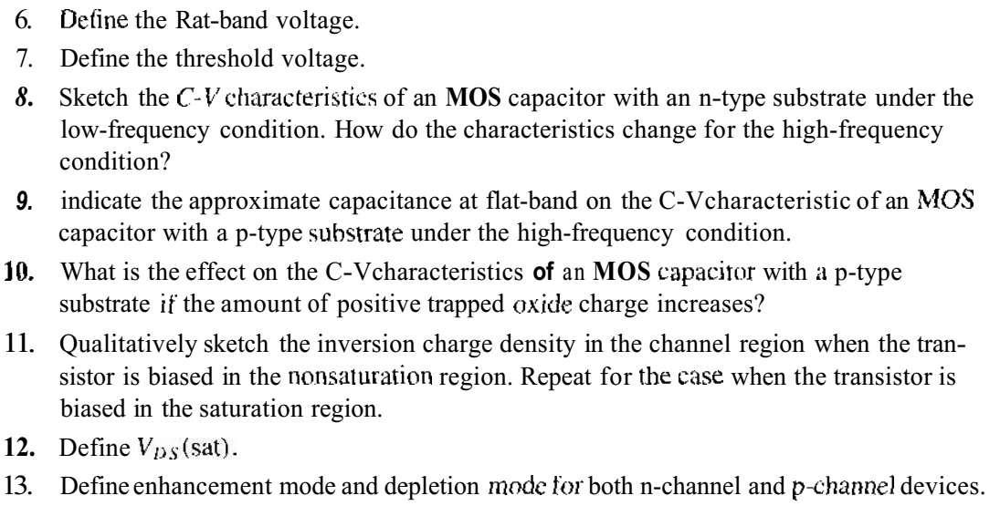 6. Define the Rat-band voltage.
7. Define the threshold voltage.
8. Sketch the C-V characteristics of an MOS capacitor with an n-type substrate under the
low-frequency condition. How do the characteristics change for the high-frequency
condition?
9. indicate the approximate capacitance at flat-band on the C-Vcharacteristic of an MOS
capacitor with a p-type substrate under the high-frequency condition.
10. What is the effect on the C-Vcharacteristics of an MOS capacitor with a p-type
substrate if the amount of positive trapped oxide charge increases?
11. Qualitatively sketch the inversion charge density in the channel region when the tran-
sistor is biased in the nonsaturation region. Repeat for the case when the transistor is
biased in the saturation region.
12. Define VDS(sat).
13. Define enhancement mode and depletion mode for both n-channel and p-channel devices.